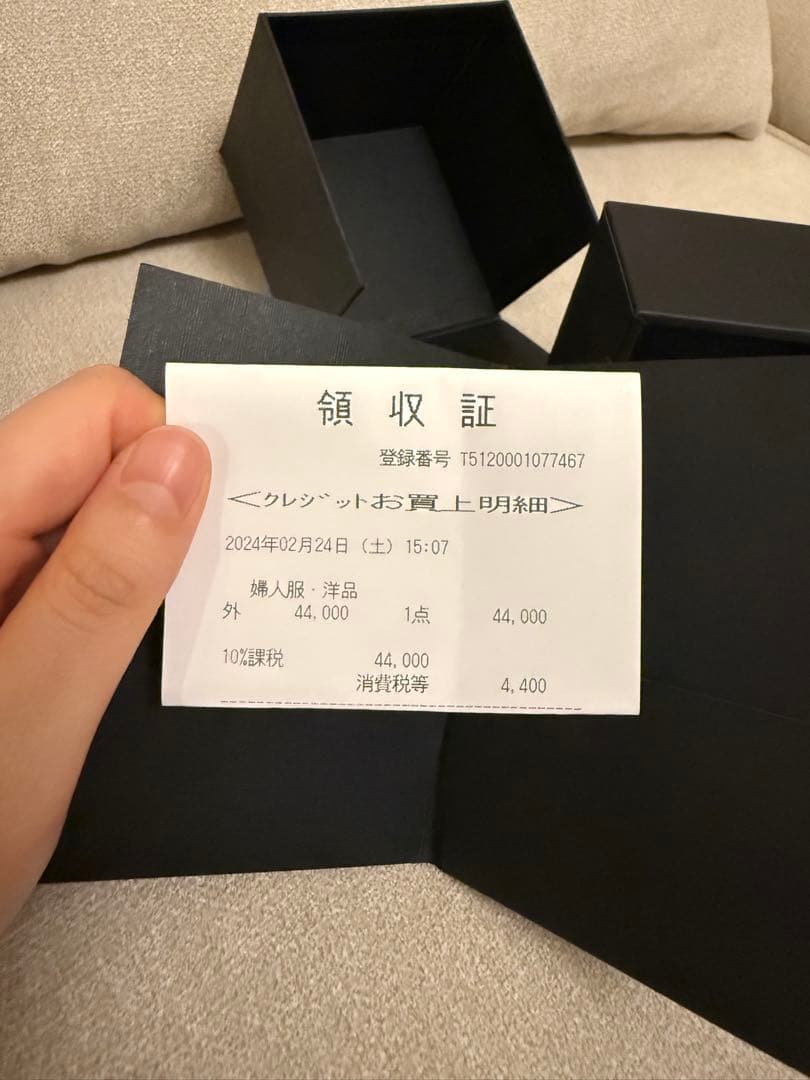 領収証
登録番号 T5120001077467
<クレジットお買上明細>
2024年02月24日（土）15:07
婦人服・洋品
外 44,000 1点 44,000
10%課税 44,000
消費税等 4,400